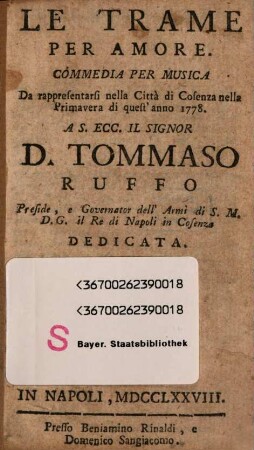 LE TRAME
PER AMORE.
COMMEDIA PER MUSICA
Da rappresentarsi nella Città di Cosenza nella
Primavera di quest' anno 1778.
A S. ECC. IL SIGNOR
D. TOMMASO
RUFFO
Preside, e Governator dell' Armi di S. M.
D. G. il Re di Napoli in Cosenza
DEDICATA.
<36700262390018
<36700262390018
S Bayer. Staatsbibliothek
IN NAPOLI, MDCCLXXVIII.
Presso Beniamino Rinaldi, e
Domenico Sangiacomo.